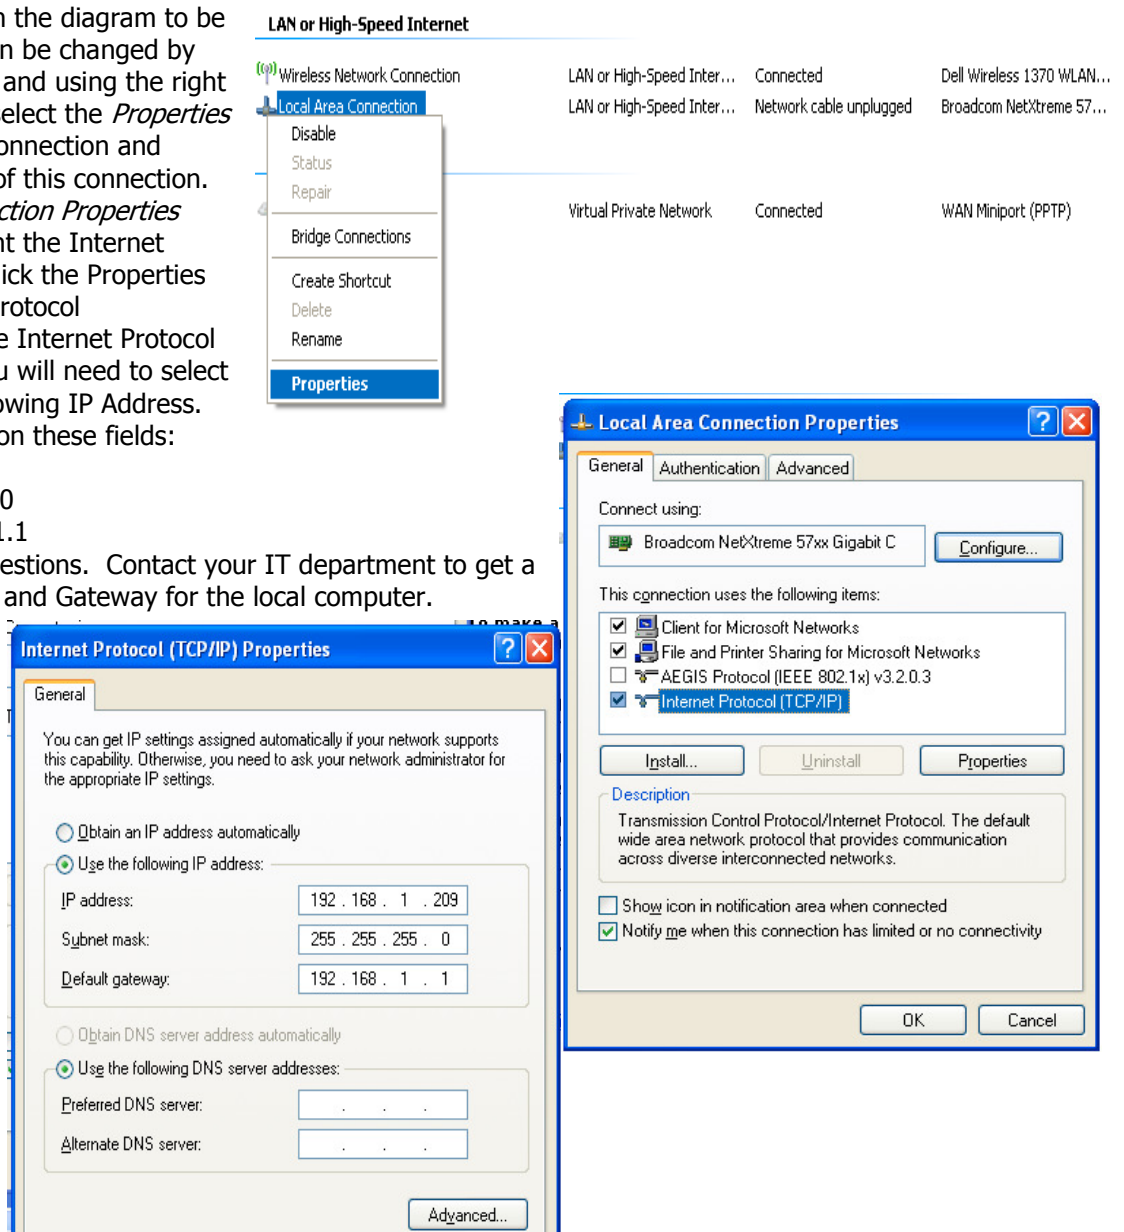 n the diagram to be
n be changed by
and using the right
select the Properties
onnection and
of this connection.
ction Properties
nt the Internet
lick the Properties
rotocol
e Internet Protocol
u will need to select
owing IP Address.
on these fields:
0
1.1
estions. Contact your IT department to get a
and Gateway for the local computer.
LAN or High-Speed Internet
Wireless Network Connection LAN or High-Speed Inter... Connected Dell Wireless 1370 WLAN...
Local Area Connection LAN or High-Speed Inter... Network cable unplugged Broadcom NetXtreme 57...
Disable
Status
Repair
Virtual Private Network Connected WAN Miniport (PPTP)
Bridge Connections
Create Shortcut
Delete
Rename
Properties
Local Area Connection Properties
General Authentication Advanced
Connect using:
Broadcom NetXtreme 57xx Gigabit C Configure...
This connection uses the following items:
Client for Microsoft Networks
File and Printer Sharing for Microsoft Networks
AEGIS Protocol (IEEE 802.1x) v3.2.0.3
Internet Protocol (TCP/IP)
Install... Uninstall Properties
Description
Transmission Control Protocol/Internet Protocol. The default
wide area network protocol that provides communication
across diverse interconnected networks.
Show icon in notification area when connected
Notify me when this connection has limited or no connectivity
OK Cancel
Internet Protocol (TCP/IP) Properties
General
You can get IP settings assigned automatically if your network supports
this capability. Otherwise, you need to ask your network administrator for
the appropriate IP settings.
Obtain an IP address automatically
Use the following IP address:
IP address: 192 . 168 . 1 . 209
Subnet mask: 255 . 255 . 255 . 0
Default gateway: 192 . 168 . 1 . 1
Obtain DNS server address automatically
Use the following DNS server addresses:
Preferred DNS server: . . .
Alternate DNS server: . . .
Advanced...